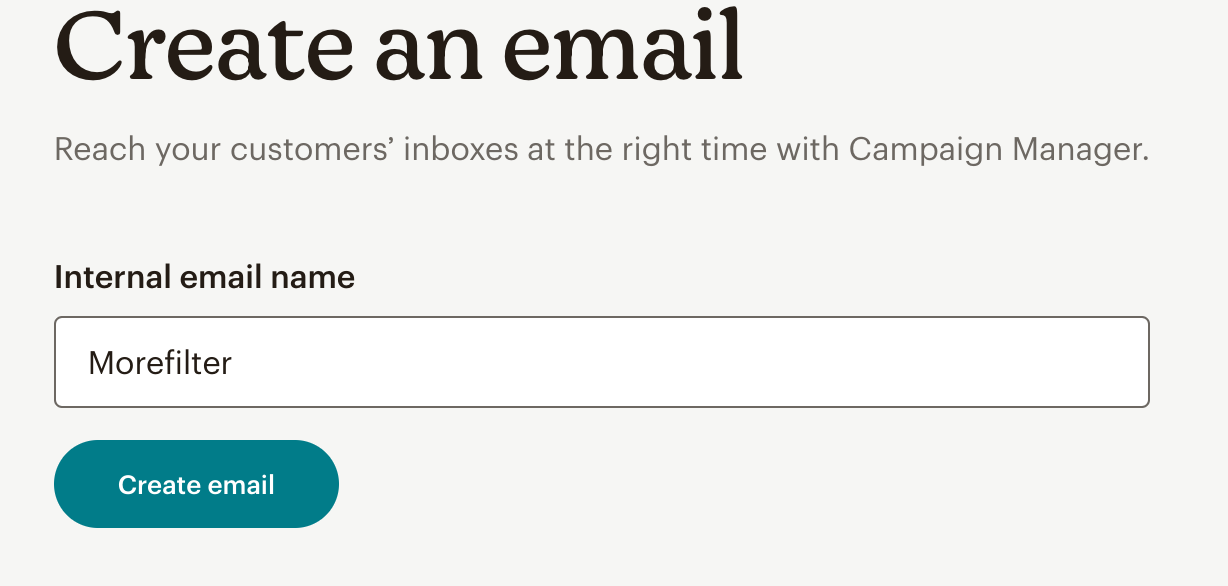 Create an email
Reach your customers’ inboxes at the right time with Campaign Manager.
Internal email name
Morefilter
Create email